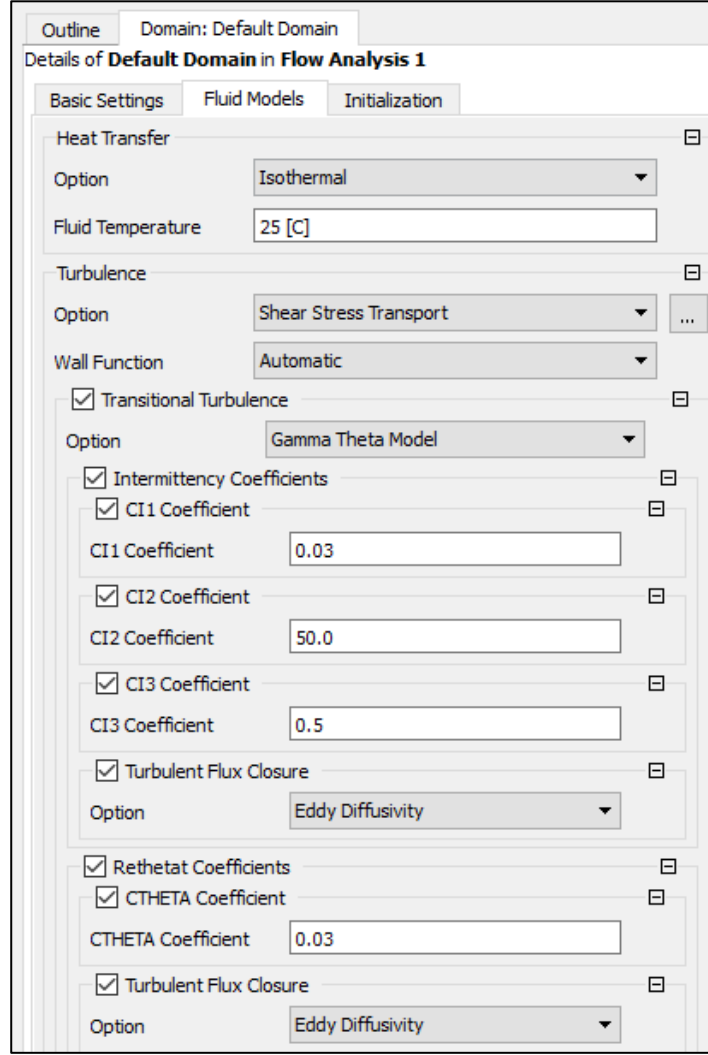 Outline Domain: Default Domain
Details of Default Domain in Flow Analysis 1
Basic Settings Fluid Models Initialization
Heat Transfer
Option Isothermal
Fluid Temperature 25 [C]
Turbulence
Option Shear Stress Transport ...
Wall Function Automatic
Transitional Turbulence
Option Gamma Theta Model
Intermittency Coefficients
CI1 Coefficient
CI1 Coefficient 0.03
CI2 Coefficient
CI2 Coefficient 50.0
CI3 Coefficient
CI3 Coefficient 0.5
Turbulent Flux Closure
Option Eddy Diffusivity
Rethetat Coefficients
CTHETA Coefficient
CTHETA Coefficient 0.03
Turbulent Flux Closure
Option Eddy Diffusivity